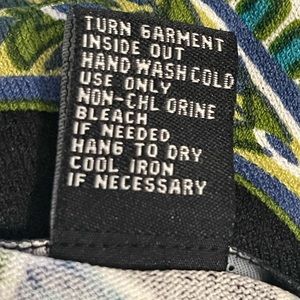 TURN GARMENT
INSIDE OUT
HAND WASH COLD
USE ONLY
NON-CHL ORINE
BLEACH
IF NEEDED
HANG TO DRY
COOL IRON
IF NECESSARY